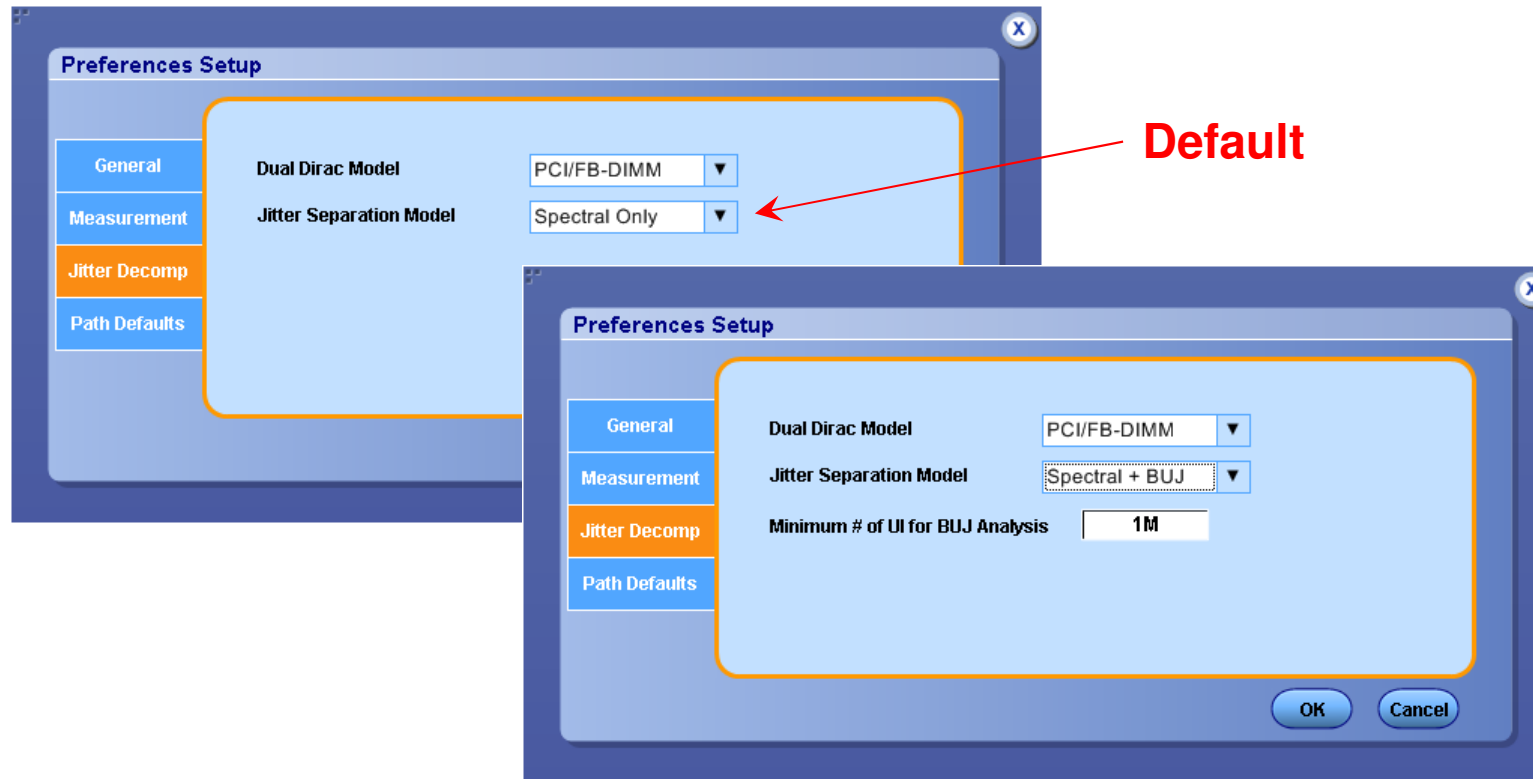 X
Preferences Setup
Default
General
Dual Dirac Model PCI/FB-DIMM
Measurement
Jitter Separation Model Spectral Only
Jitter Decomp
Path Defaults
X
Preferences Setup
General
Dual Dirac Model PCI/FB-DIMM
Measurement
Jitter Separation Model Spectral + BUJ
Jitter Decomp
Minimum # of UI for BUJ Analysis 1M
Path Defaults
OK Cancel